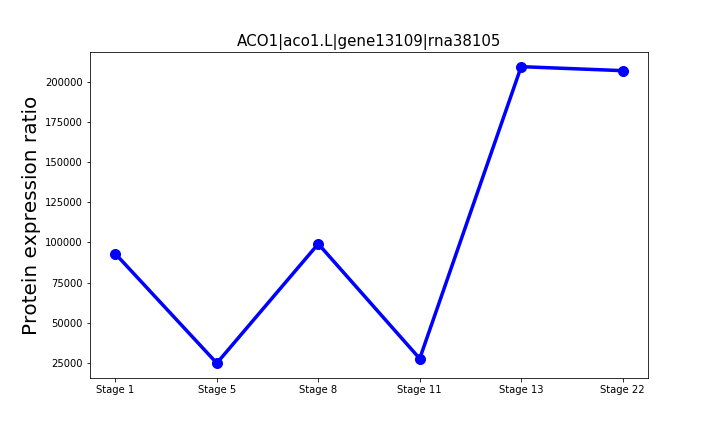 ACO1|aco1.L|gene13109|rna38105
Protein expression ratio
200000
175000
150000
125000
100000
75000
50000
25000
Stage 1
Stage 5
Stage 8
Stage 11
Stage 13
Stage 22